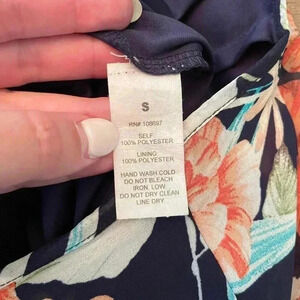 S
RN# 108697
SELF
100% POLYESTER
LINING
100% POLYESTER
HAND WASH COLD
DO NOT BLEACH
IRON LOW
DO NOT DRY CLEAN
LINE DRY